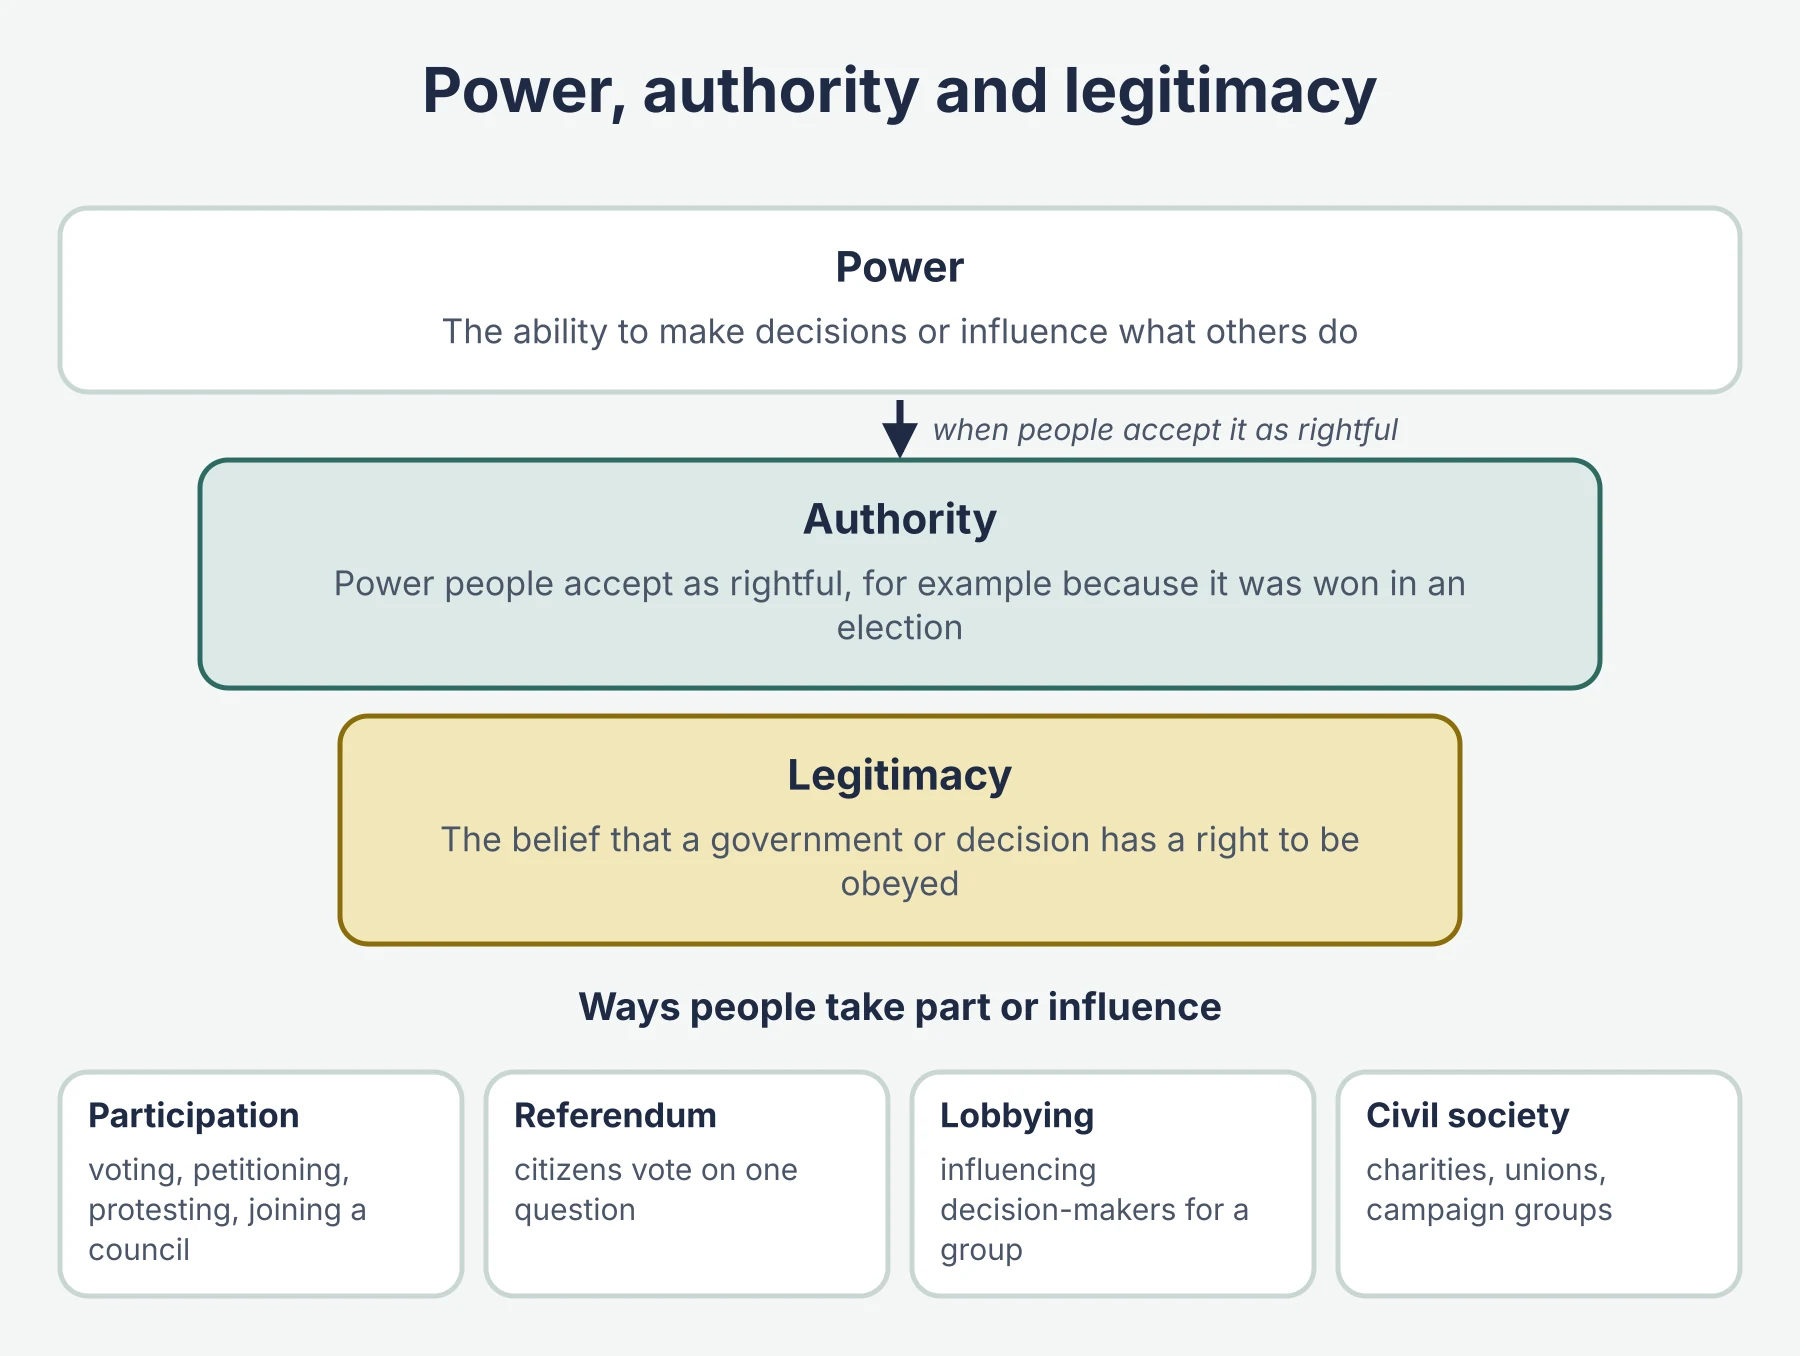 Power, authority and legitimacy
Power
The ability to make decisions or influence what others do
when people accept it as rightful
Authority
Power people accept as rightful, for example because it was won in an
election
Legitimacy
The belief that a government or decision has a right to be
obeyed
Ways people take part or influence
Participation
voting, petitioning,
protesting, joining a
council
Referendum
citizens vote on one
question
Lobbying
influencing
decision-makers for a
group
Civil society
charities, unions,
campaign groups